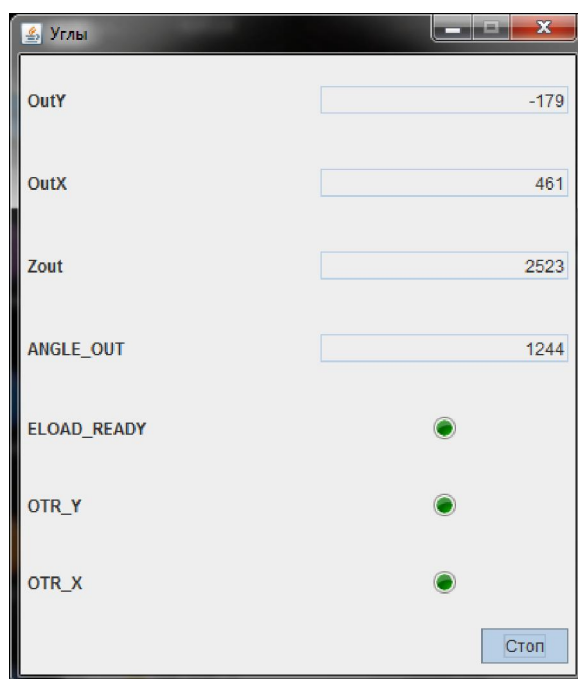 Углы
OutY -179
OutX 461
Zout 2523
ANGLE_OUT 1244
ELOAD_READY
OTR_Y
OTR_X
Стоп